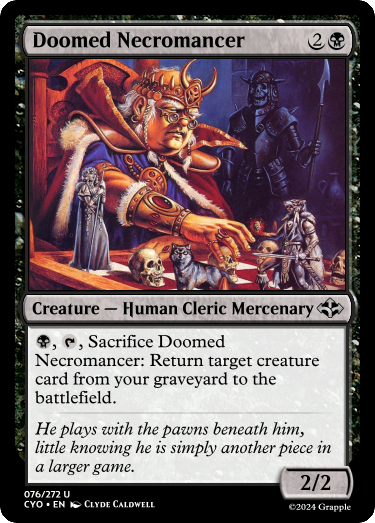 Doomed Necromancer 2
Creature — Human Cleric Mercenary
, , Sacrifice Doomed
Necromancer: Return target creature
card from your graveyard to the
battlefield.
He plays with the pawns beneath him,
little knowing he is simply another piece in
a larger game.
2/2
076/272 U
CYO • EN Clyde Caldwell
©2024 Grapple